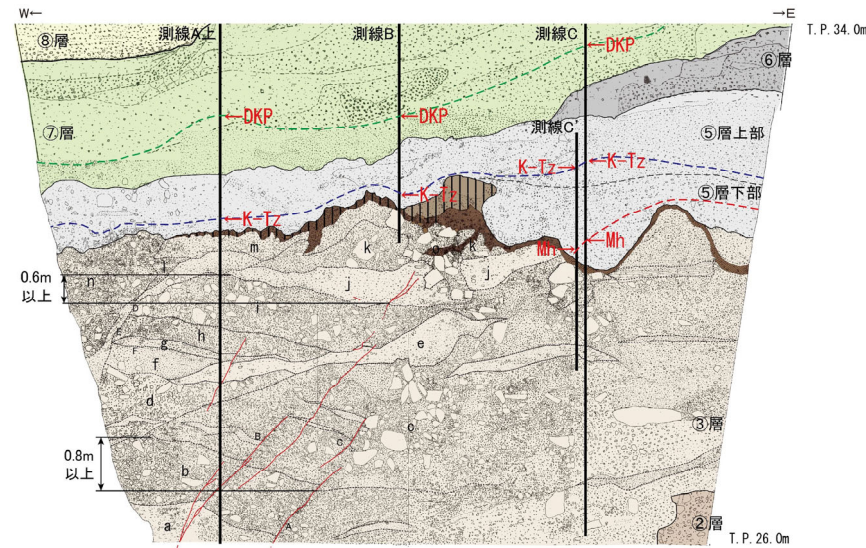 W←
→E
T.P.34.0m
⑧層
測線A上
測線B
測線C
←DKP
⑥層
⑦層
←DKP
←DKP
測線C'
⑤層上部
K-Tz→
←K-Tz
←K-Tz
⑤層下部
←K-Tz
Mh→
←Mh
m
k
k
l
n
j
j
0.6m
以上
D
i
E
h
g
e
F
f
d
③層
o
B
C
0.8m
以上
b
②層
a
A
T.P.26.0m